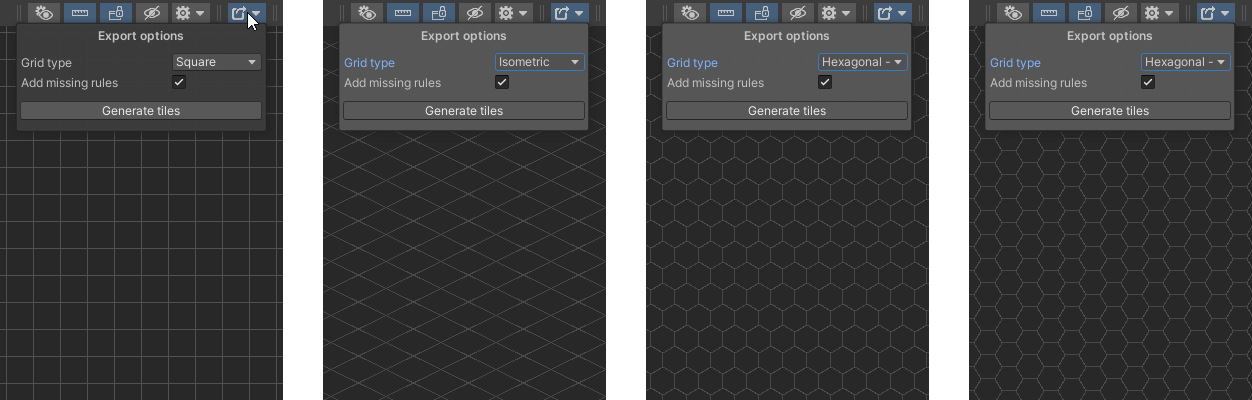 Export options
Grid type Square
Add missing rules
Generate tiles
Export options
Grid type Isometric
Add missing rules
Generate tiles
Export options
Grid type Hexagonal -
Add missing rules
Generate tiles
Export options
Grid type Hexagonal -
Add missing rules
Generate tiles